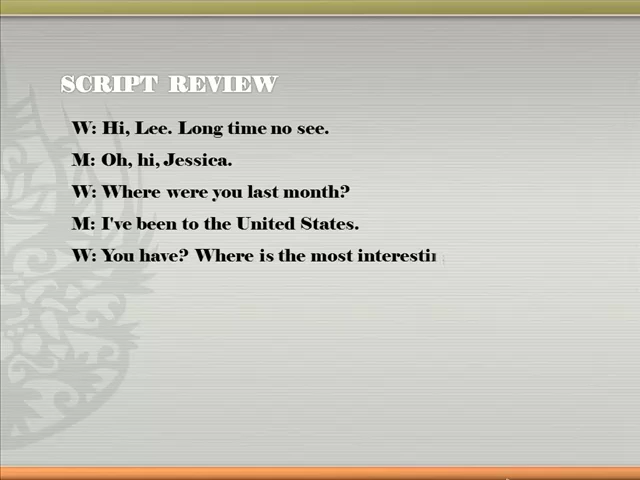 SCRIPT REVIEW
W: Hi, Lee. Long time no see.
M: Oh, hi, Jessica.
W: Where were you last month?
M: I've been to the United States.
W: You have? Where is the most interestin